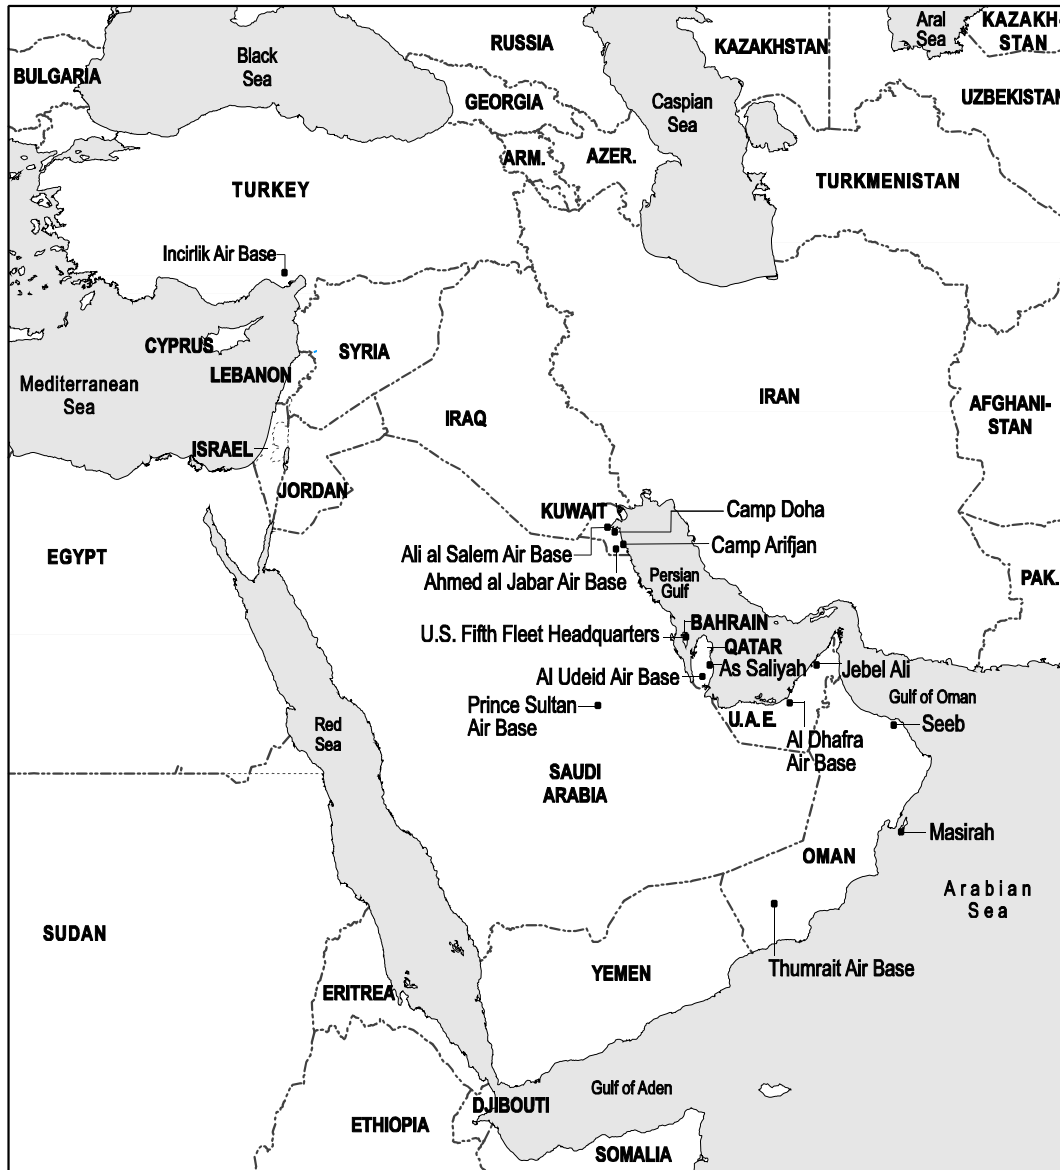 Aral
Sea
KAZAKH-
STAN
RUSSIA
KAZAKHSTAN
Black
Sea
BULGARIA
GEORGIA
Caspian
Sea
UZBEKISTAN
ARM.
AZER.
TURKEY
TURKMENISTAN
Incirlik Air Base
CYPRUS
SYRIA
LEBANON
Mediterranean
Sea
IRAN
AFGHANI-
STAN
IRAQ
ISRAEL
JORDAN
KUWAIT
Camp Doha
EGYPT
Ali al Salem Air Base
Camp Arifjan
Ahmed al Jabar Air Base
Persian
Gulf
PAK.
BAHRAIN
U.S. Fifth Fleet Headquarters
QATAR
As Saliyah
Jebel Ali
Al Udeid Air Base
Prince Sultan
Air Base
Gulf of Oman
Seeb
U.A.E.
Red
Sea
Al Dhafra
Air Base
SAUDI
ARABIA
Masirah
OMAN
Arabian
Sea
SUDAN
YEMEN
Thumrait Air Base
ERITREA
Gulf of Aden
DJIBOUTI
ETHIOPIA
SOMALIA